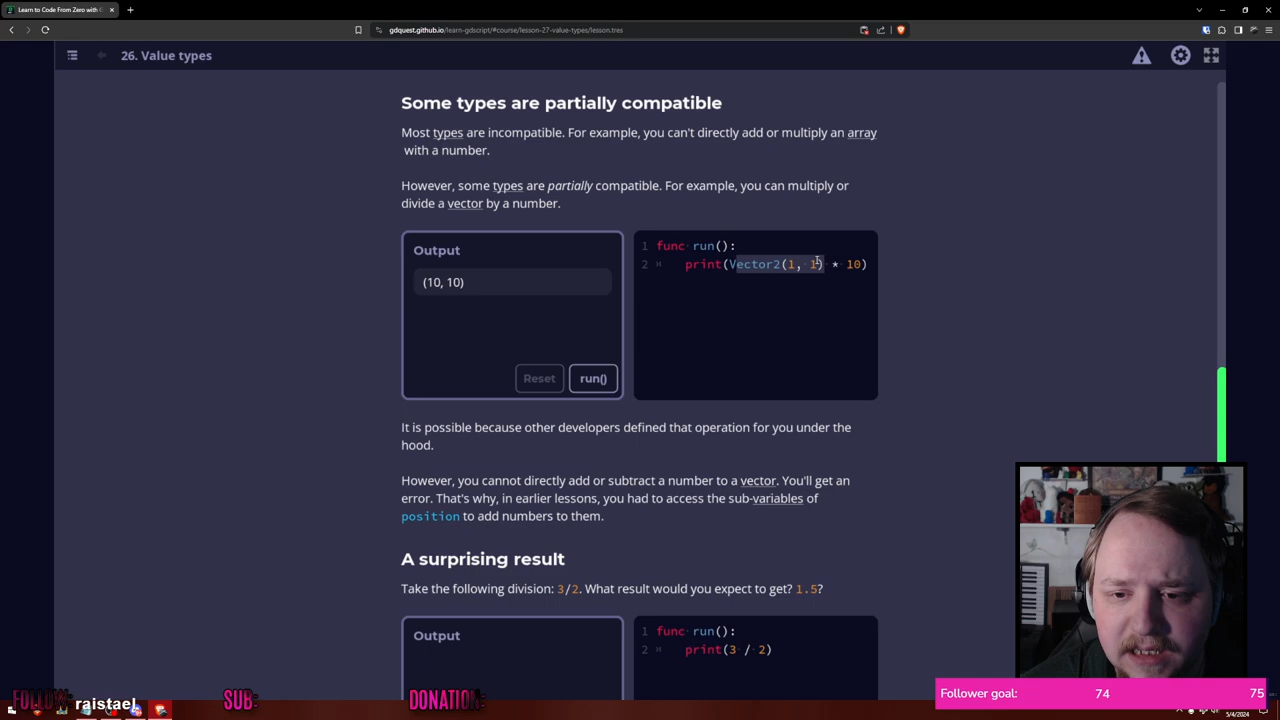 Learn to Code From Zero with
gdquest.github.io/learn-gdscript/#course/lesson-27-value-types/lesson.tres
26. Value types
Some types are partially compatible
Most types are incompatible. For example, you can't directly add or multiply an array
with a number.
However, some types are partially compatible. For example, you can multiply or
divide a vector by a number.
Output
(10, 10)
Reset
run()
1 func run():
2 print(Vector2(1, 1) * 10)
It is possible because other developers defined that operation for you under the
hood.
However, you cannot directly add or subtract a number to a vector. You'll get an
error. That's why, in earlier lessons, you had to access the sub-variables of
position to add numbers to them.
A surprising result
Take the following division: 3/2. What result would you expect to get? 1.5?
Output
1 func run():
2 print(3 / 2)
FOLLOW: raistael
SUB:
DONATION:
Follower goal: 74 75
5/4/2024